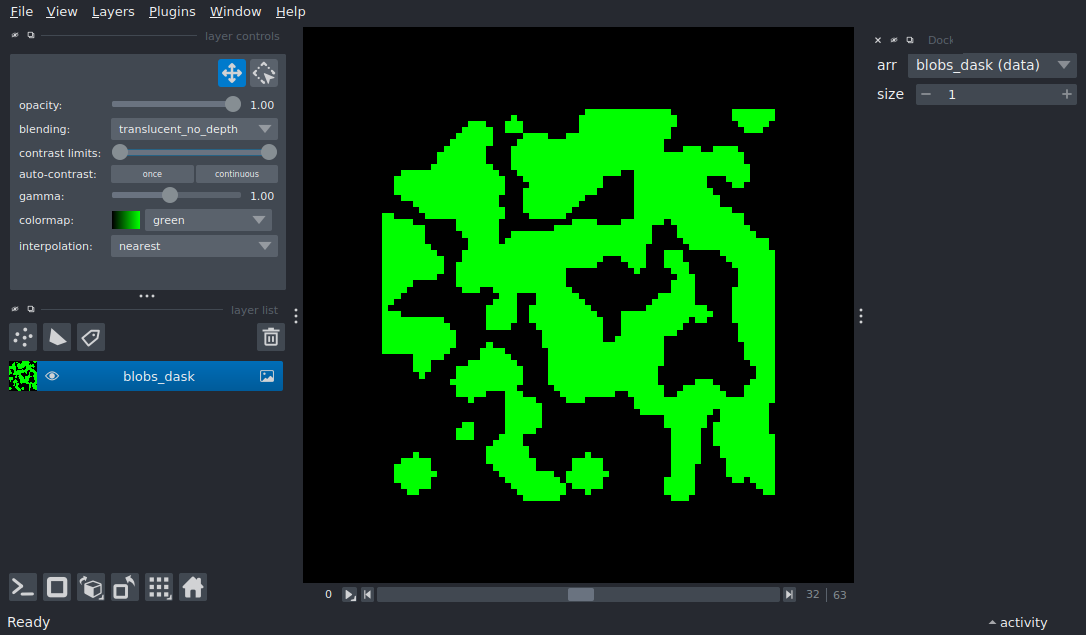 File View Layers Plugins Window Help
layer controls
opacity: 1.00
blending: translucent_no_depth
contrast limits:
auto-contrast: once continuous
gamma: 1.00
colormap: green
interpolation: nearest
layer list
blobs_dask
0 32 63
Dock
arr blobs_dask (data)
size 1
Ready
activity